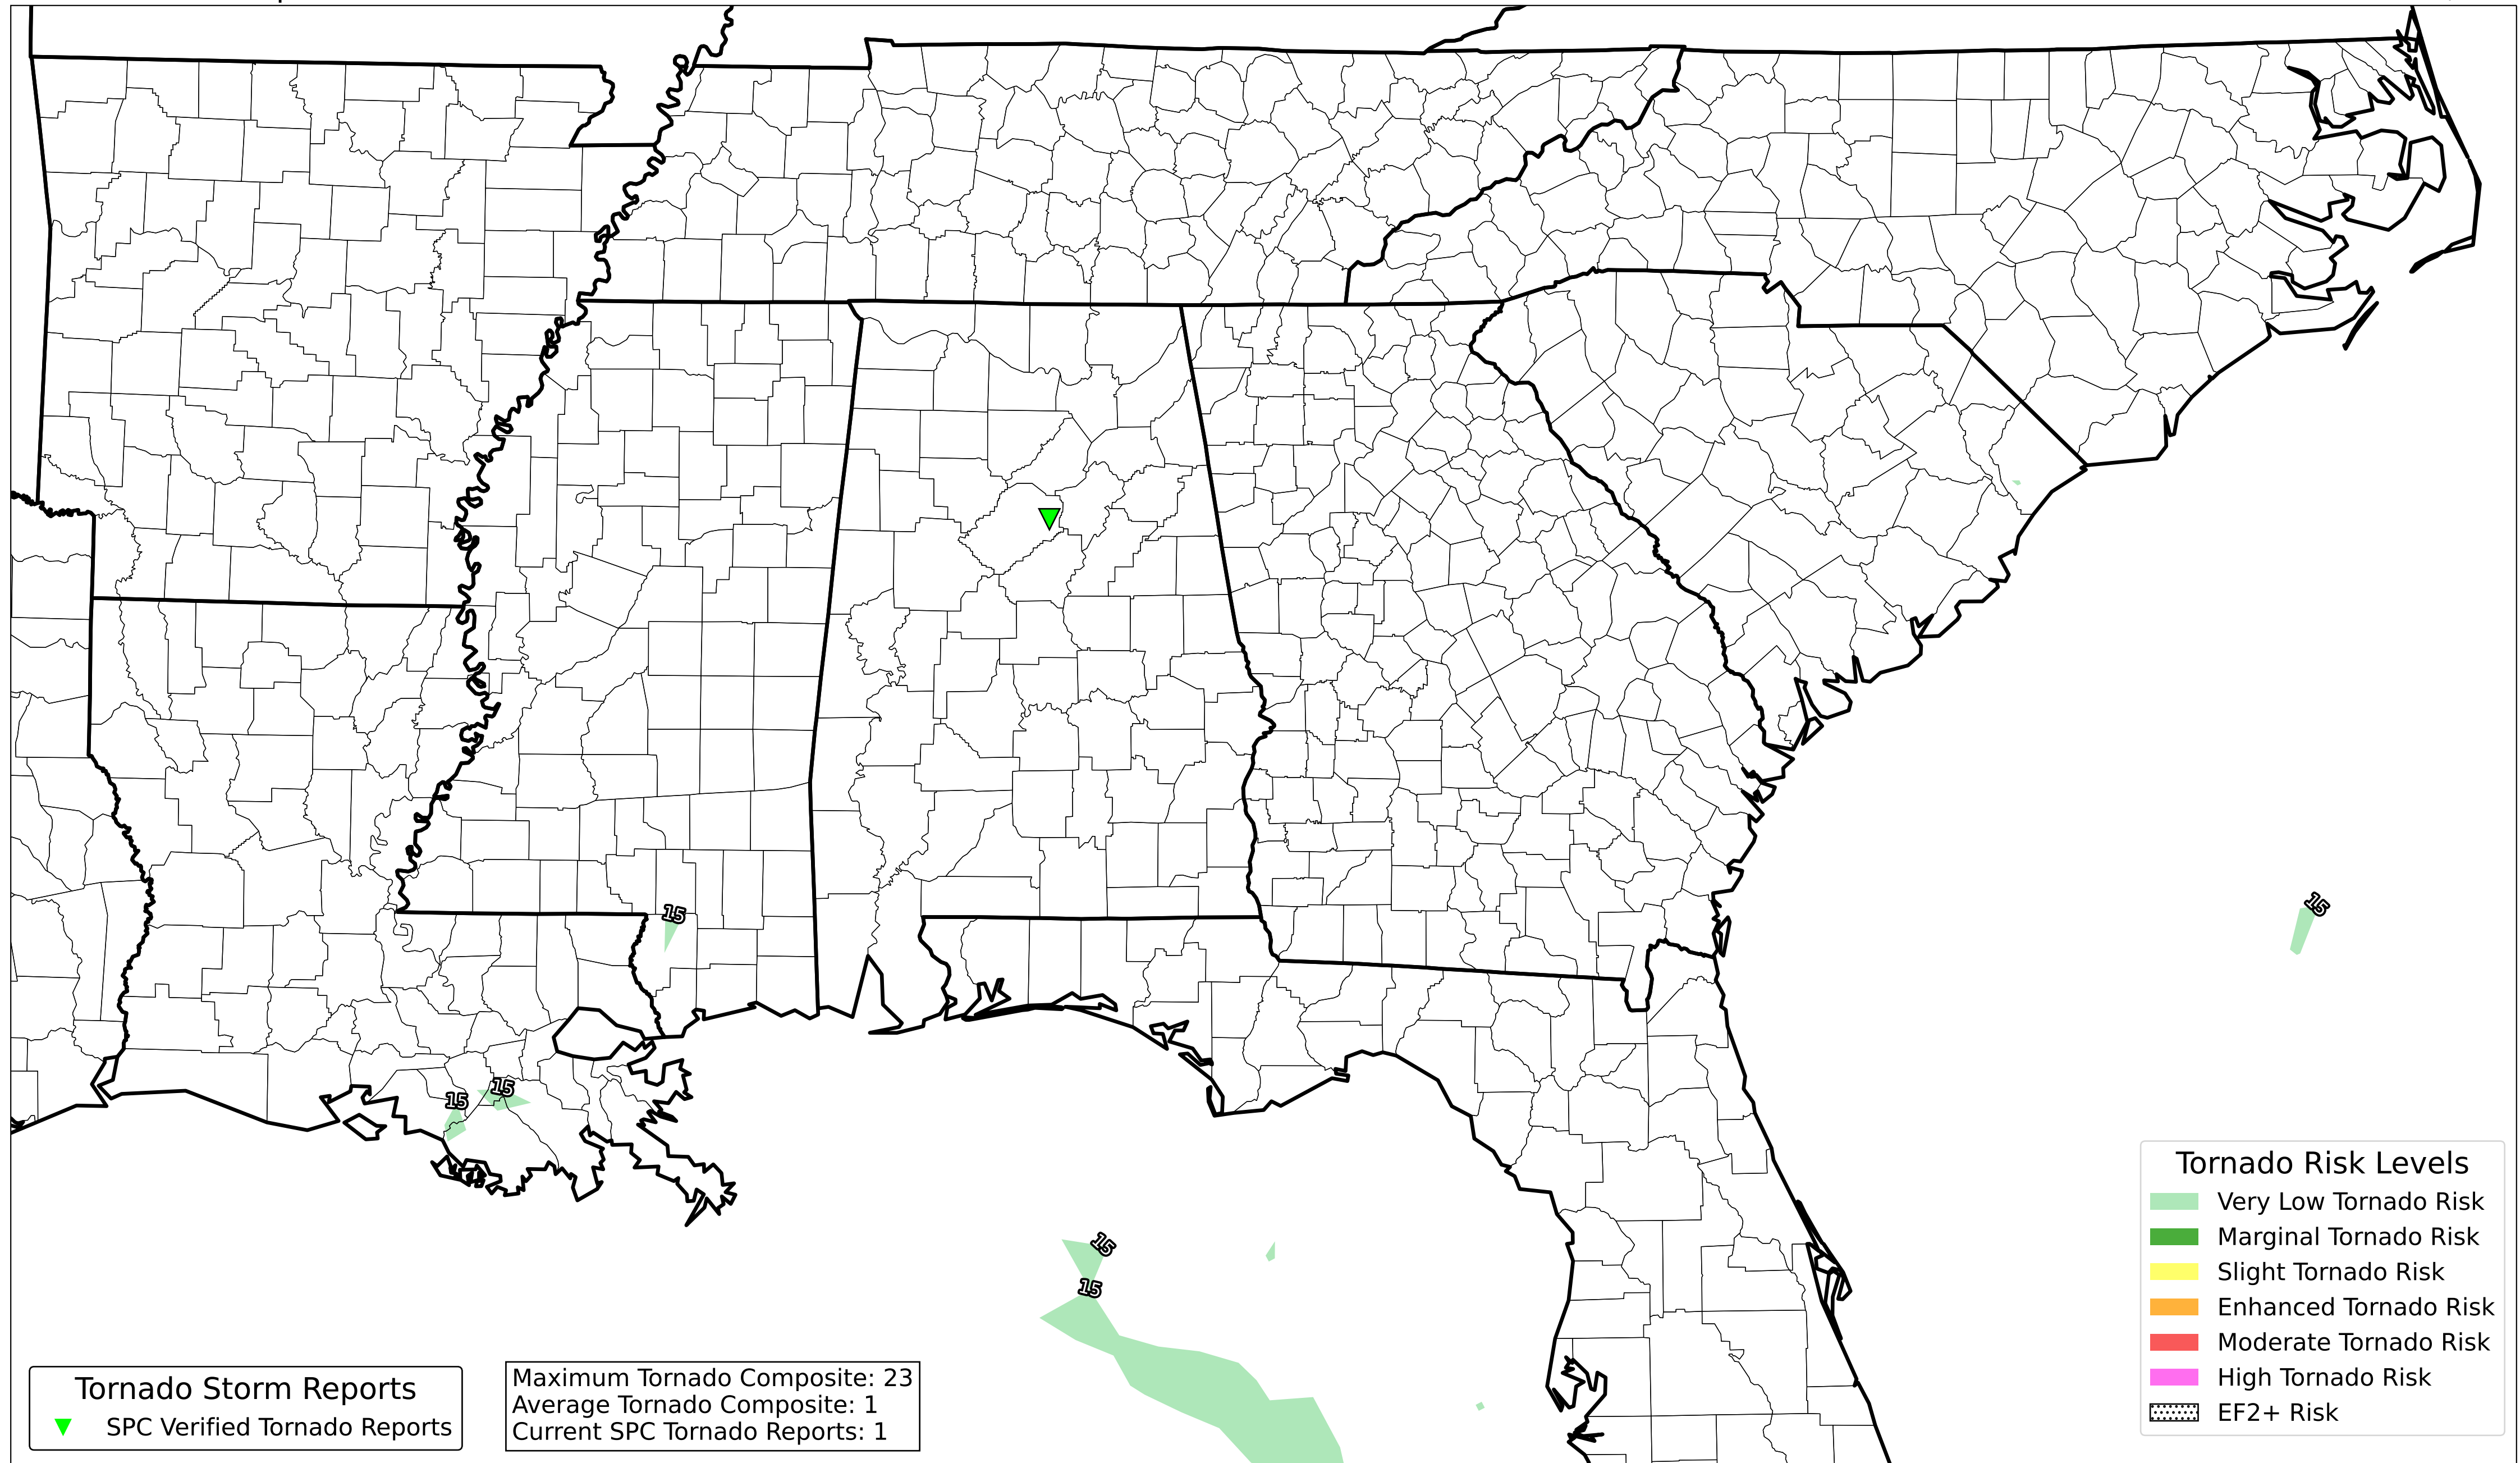 15
15
15
15
15
15
Tornado Risk Levels
Very Low Tornado Risk
Marginal Tornado Risk
Slight Tornado Risk
Enhanced Tornado Risk
Moderate Tornado Risk
High Tornado Risk
EF2+ Risk
Tornado Storm Reports
SPC Verified Tornado Reports
Maximum Tornado Composite: 23
Average Tornado Composite: 1
Current SPC Tornado Reports: 1